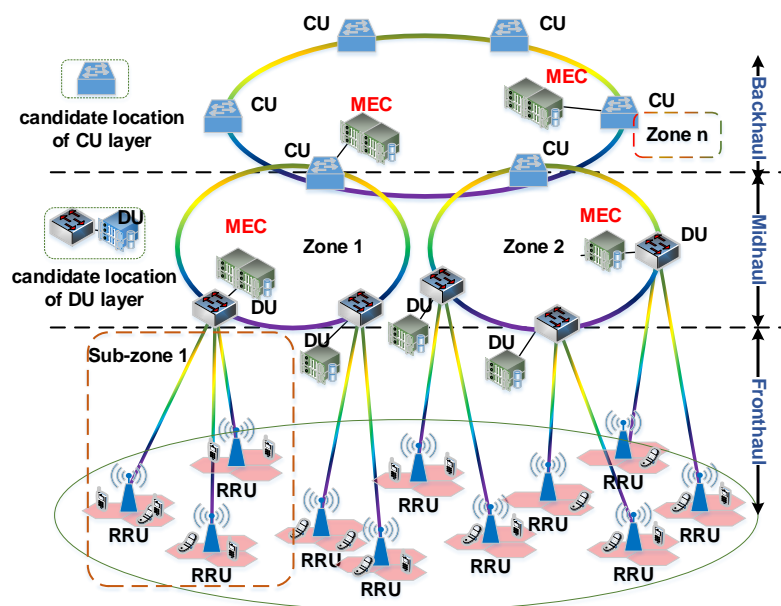 CU
CU
candidate location
of CU layer
CU
MEC
MEC
CU
Zone n
CU
CU
Backhaul
DU
candidate location
of DU layer
MEC
Zone 1
Zone 2
MEC
DU
Midhaul
DU
DU
DU
DU
Sub-zone 1
Fronthaul
RRU
RRU
RRU
RRU
RRU
RRU
RRU
RRU
RRU
RRU
RRU